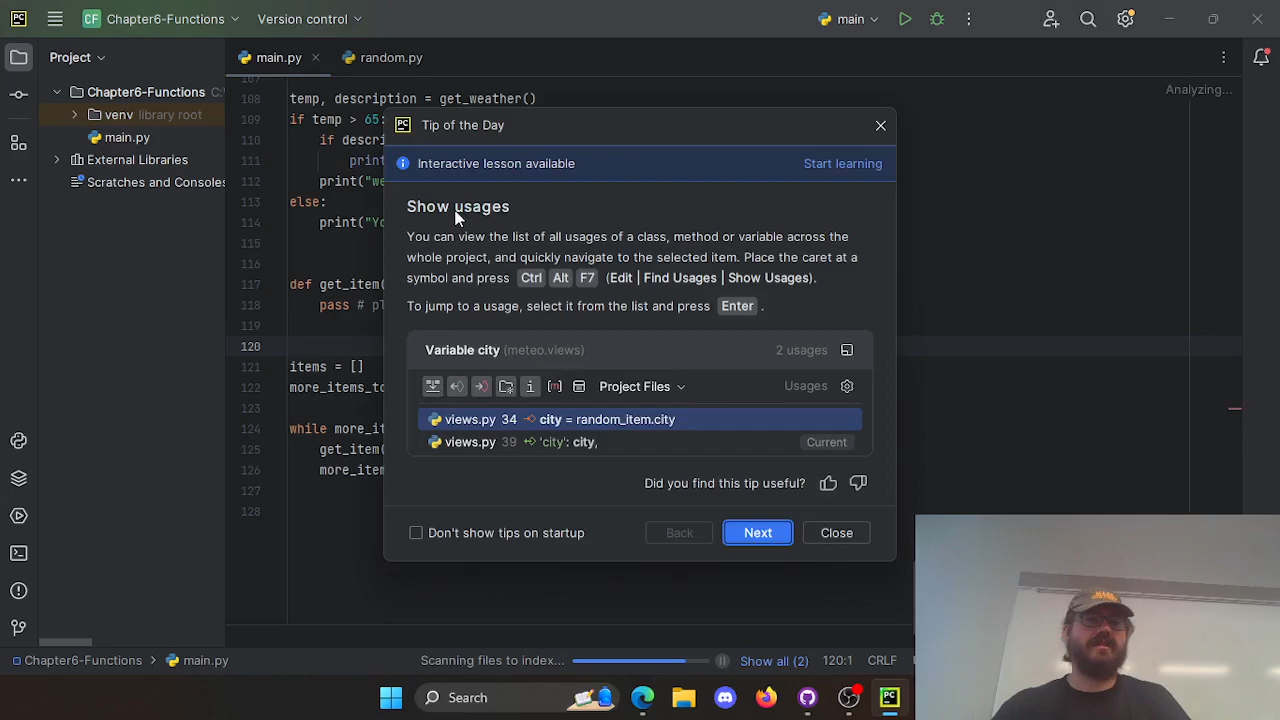 PC
CF Chapter6-Functions
Version control
main
Project
main.py
random.py
Chapter6-Functions C:\
venv library root
main.py
External Libraries
Scratches and Consoles
Analyzing...
107
108 temp, description = get_weather()
109 if temp > 65:
110 if descri
111 print
112 print("we
113 else:
114 print("Yo
115
116
117 def get_item(
118 pass # pl
119
120
121 items = []
122 more_items_to
123
124 while more_it
125 get_item(
126 more_item
127
128
PC Tip of the Day
Interactive lesson available
Start learning
Show usages
You can view the list of all usages of a class, method or variable across the
whole project, and quickly navigate to the selected item. Place the caret at a
symbol and press Ctrl Alt F7 (Edit | Find Usages | Show Usages).
To jump to a usage, select it from the list and press Enter .
Variable city (meteo.views) 2 usages
[m] Project Files Usages
views.py 34 city = random_item.city
views.py 39 'city': city, Current
Did you find this tip useful?
Don't show tips on startup
Back
Next
Close
Chapter6-Functions > main.py
Scanning files to index...
Show all (2)
120:1 CRLF
Search
PC